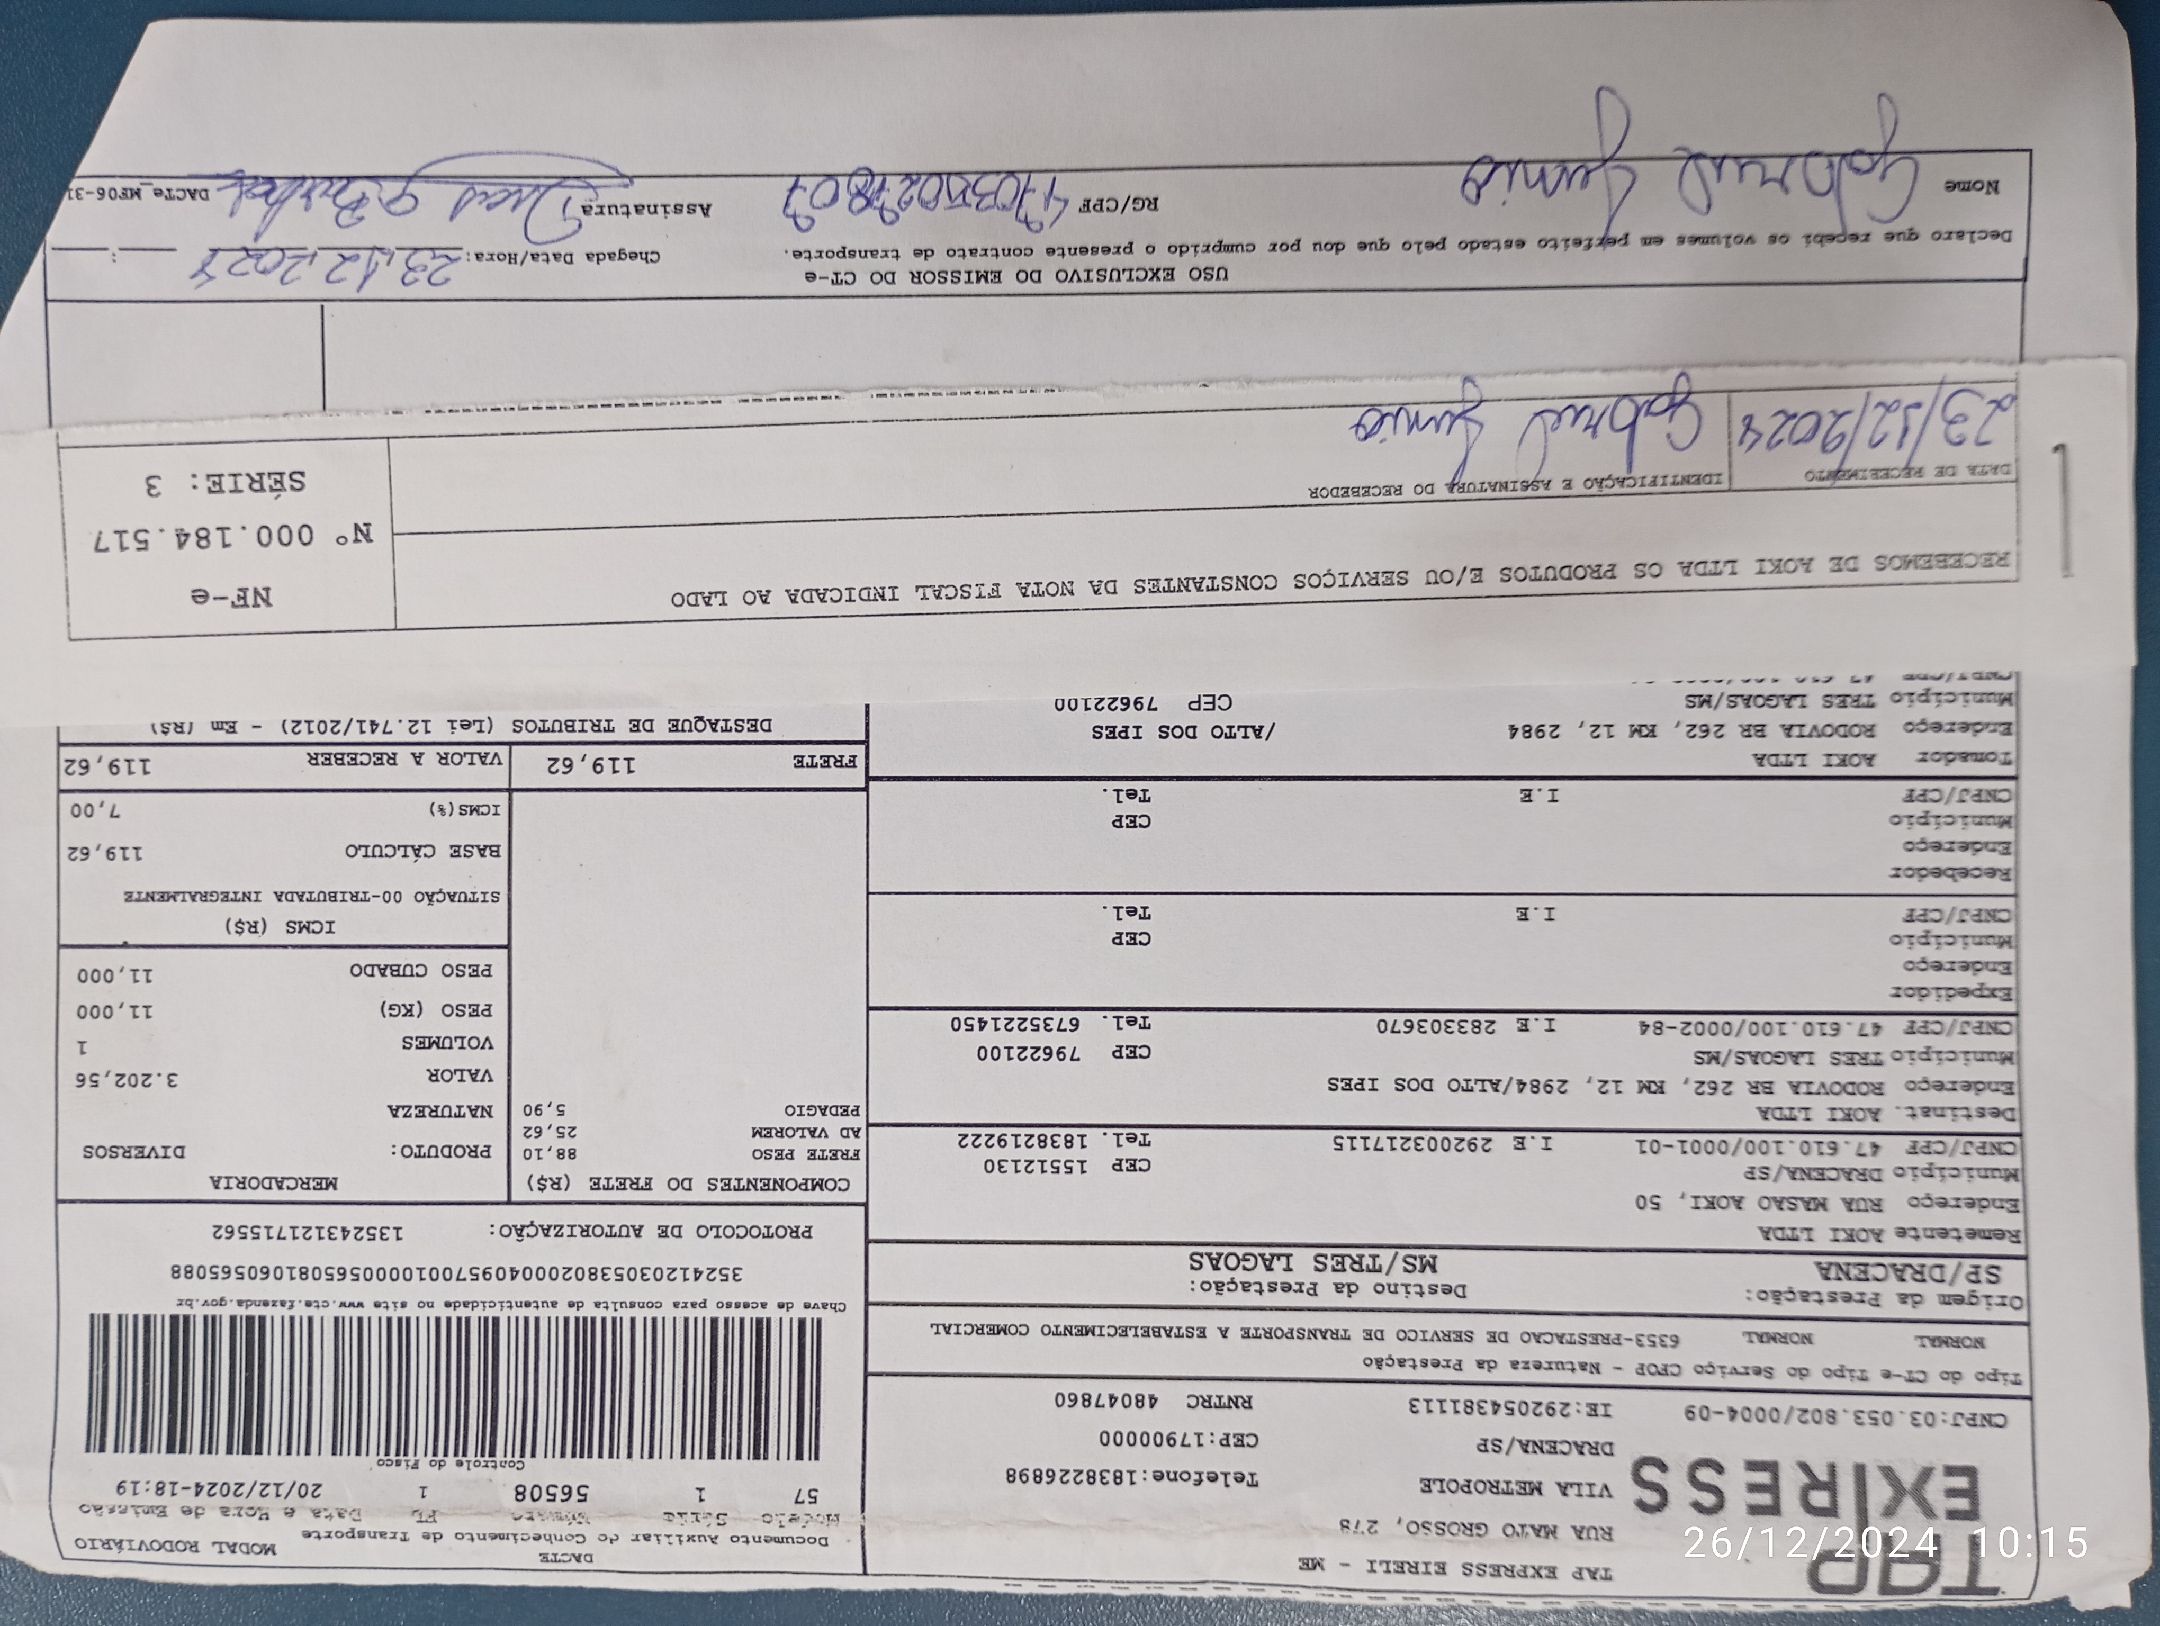 TAP EXPRESS
TAP EXPRESS EIRELI - ME
RUA MATO GROSSO, 278
VILA METROPOLE Telefone:1838226898
DRACENA/SP CEP:17900000
CNPJ:03.053.802/0004-09 IE:292054381113 RNTRC 48047860
DACTE
Documento Auxiliar do Conhecimento de Transporte MODAL RODOVIÁRIO
Modelo Série Número FL Data e Hora de Emissão
57 1 56508 1 20/12/2024-18:19
Controle do Fisco
Tipo do CT-e Tipo do Serviço CFOP - Natureza da Prestação
NORMAL NORMAL 6353-PRESTACAO DE SERVICO DE TRANSPORTE A ESTABELECIMENTO COMERCIAL
Chave de acesso para consulta de autenticidade no site www.cte.fazenda.gov.br
35241203053802000409570010000565081060565088
Origem da Prestação: Destino da Prestação:
SP/DRACENA MS/TRES LAGOAS
PROTOCOLO DE AUTORIZAÇÃO: 135243121715562
Remetente AOKI LTDA
Endereço RUA MASAO AOKI, 50
Município DRACENA/SP CEP 15512130
CNPJ/CPF 47.610.100/0001-01 I.E 292003217115 Tel. 1838219222
Destinat. AOKI LTDA
Endereço RODOVIA BR 262, KM 12, 2984/ALTO DOS IPES
Município TRES LAGOAS/MS CEP 79622100
CNPJ/CPF 47.610.100/0002-84 I.E 283303670 Tel. 6735221450
Expedidor
Endereço
Município CEP
CNPJ/CPF I.E Tel.
Recebedor
Endereço
Município CEP
CNPJ/CPF I.E Tel.
Tomador AOKI LTDA
Endereço RODOVIA BR 262, KM 12, 2984 /ALTO DOS IPES
Município TRES LAGOAS/MS CEP 79622100
COMPONENTES DO FRETE (R$)
FRETE PESO 88,10
AD VALOREM 25,62
PEDAGIO 5,90
FRETE 119,62
MERCADORIA
PRODUTO: DIVERSOS
NATUREZA
VALOR 3.202,56
VOLUMES 1
PESO (KG) 11,000
PESO CUBADO 11,000
ICMS (R$)
SITUAÇÃO 00-TRIBUTADA INTEGRALMENTE
BASE CÁLCULO 119,62
ICMS(%) 7,00
VALOR A RECEBER 119,62
DESTAQUE DE TRIBUTOS (Lei 12.741/2012) - Em (R$)
RECEBEMOS DE AOKI LTDA OS PRODUTOS E/OU SERVIÇOS CONSTANTES DA NOTA FISCAL INDICADA AO LADO
NF-e
Nº 000.184.517
SÉRIE: 3
DATA DE RECEBIMENTO IDENTIFICAÇÃO E ASSINATURA DO RECEBEDOR
23/12/2024 Gabriel Junio
USO EXCLUSIVO DO EMISSOR DO CT-e
Declaro que recebi os volumes em perfeito estado pelo que dou por cumprido o presente contrato de transporte.
Chegada Data/Hora: 23,12,2024 :
Nome Gabriel Junio RG/CPF Assinatura
DACTe_MF06-31
26/12/2024 10:15